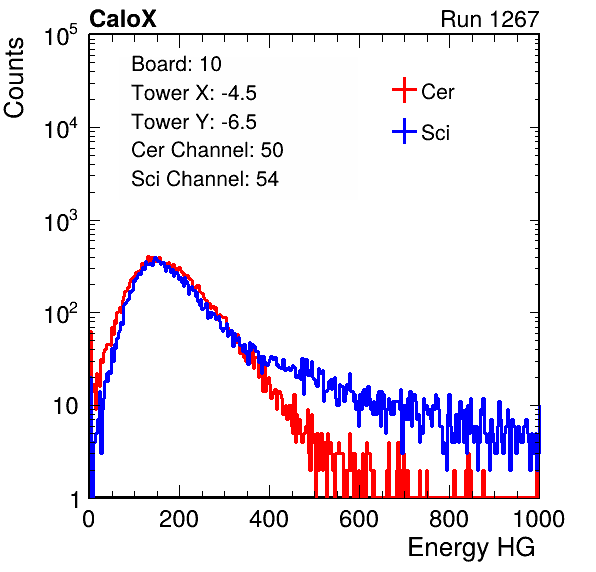 CaloX Run 1267
Counts
10^5
10^4
10^3
10^2
10
1
Board: 10
Tower X: -4.5
Tower Y: -6.5
Cer Channel: 50
Sci Channel: 54
Cer
Sci
0 200 400 600 800 1000
Energy HG